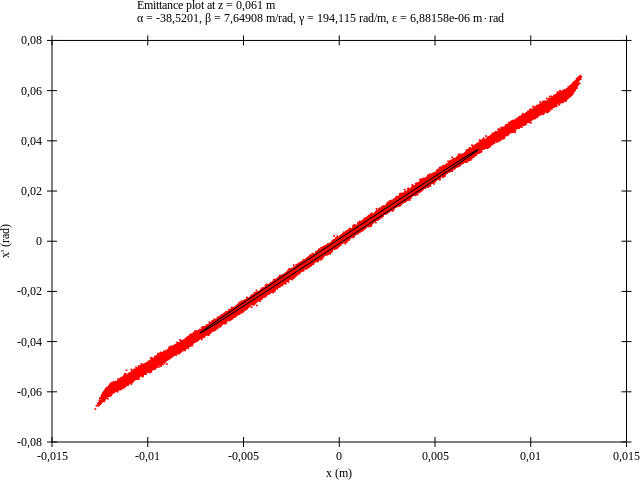 Emittance plot at z = 0,061 m
α = -38,5201, β = 7,64908 m/rad, γ = 194,115 rad/m, ε = 6,88158e-06 m·rad
0,08
0,06
0,04
0,02
0
-0,02
-0,04
-0,06
-0,08
x' (rad)
-0,015 -0,01 -0,005 0 0,005 0,01 0,015
x (m)